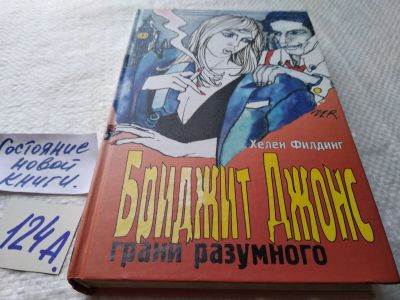 Состояние
новой
книги.
124А.
Хелен Филдинг
Бриджит Джонс
грани разумного